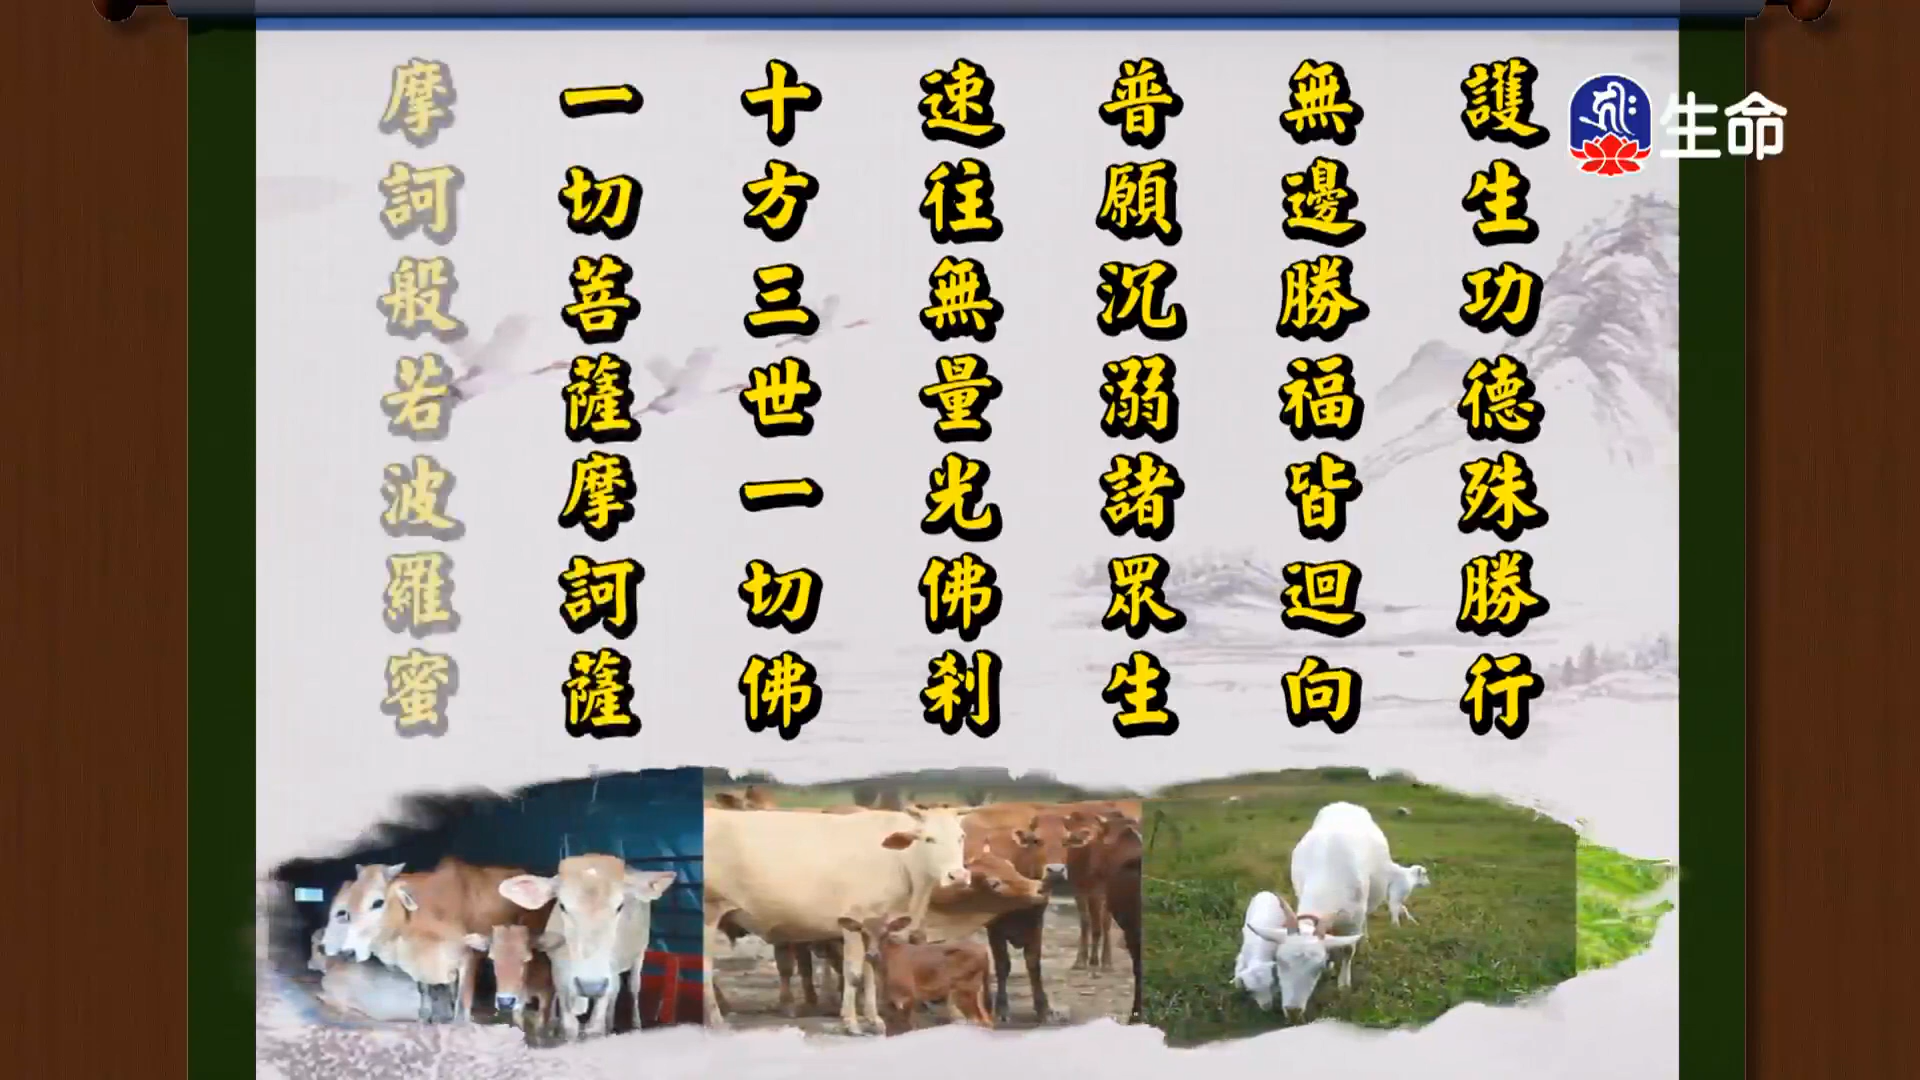 護生功德殊勝行
無邊勝福皆迴向
普願沉溺諸眾生
速往無量光佛剎
十方三世一切佛
一切菩薩摩訶薩
摩訶般若波羅蜜
生命